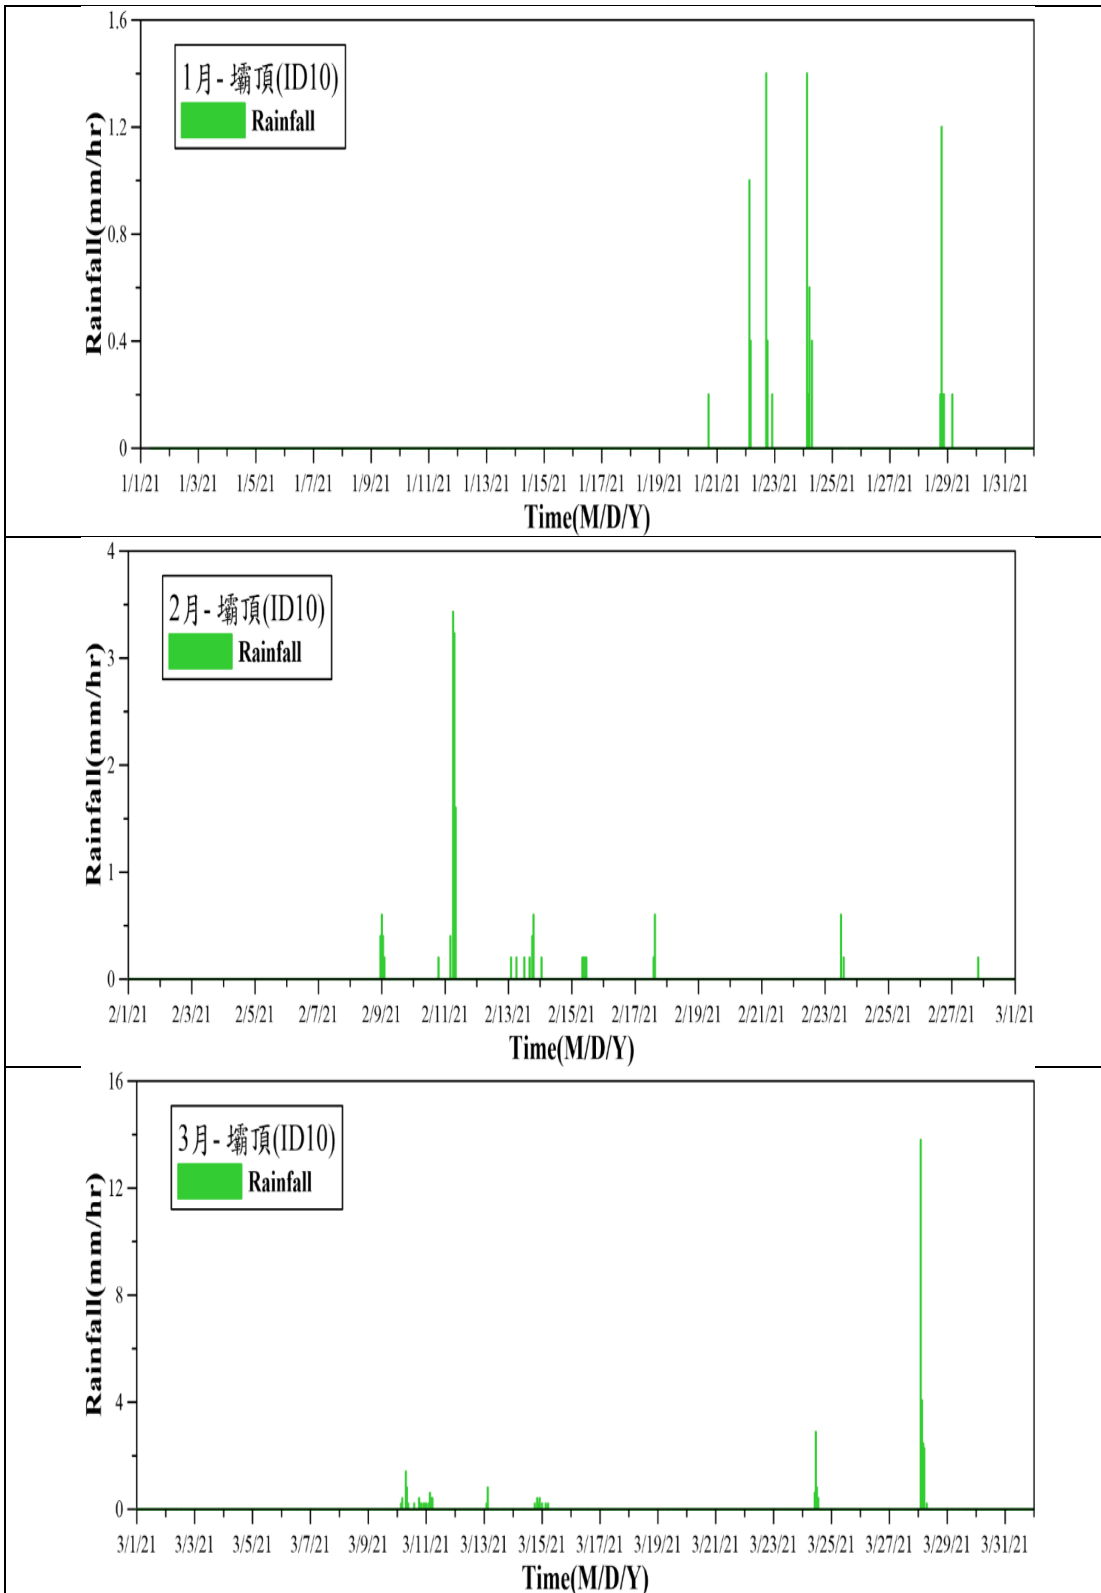 1.6
1.2
0.8
0.4
0
Rainfall(mm/hr)
1月- 壩頂(ID10)
Rainfall
1/1/21 1/3/21 1/5/21 1/7/21 1/9/21 1/11/21 1/13/21 1/15/21 1/17/21 1/19/21 1/21/21 1/23/21 1/25/21 1/27/21 1/29/21 1/31/21
Time(M/D/Y)
4
3
2
1
0
Rainfall(mm/hr)
2月- 壩頂(ID10)
Rainfall
2/1/21 2/3/21 2/5/21 2/7/21 2/9/21 2/11/21 2/13/21 2/15/21 2/17/21 2/19/21 2/21/21 2/23/21 2/25/21 2/27/21 3/1/21
Time(M/D/Y)
16
12
8
4
0
Rainfall(mm/hr)
3月- 壩頂(ID10)
Rainfall
3/1/21 3/3/21 3/5/21 3/7/21 3/9/21 3/11/21 3/13/21 3/15/21 3/17/21 3/19/21 3/21/21 3/23/21 3/25/21 3/27/21 3/29/21 3/31/21
Time(M/D/Y)